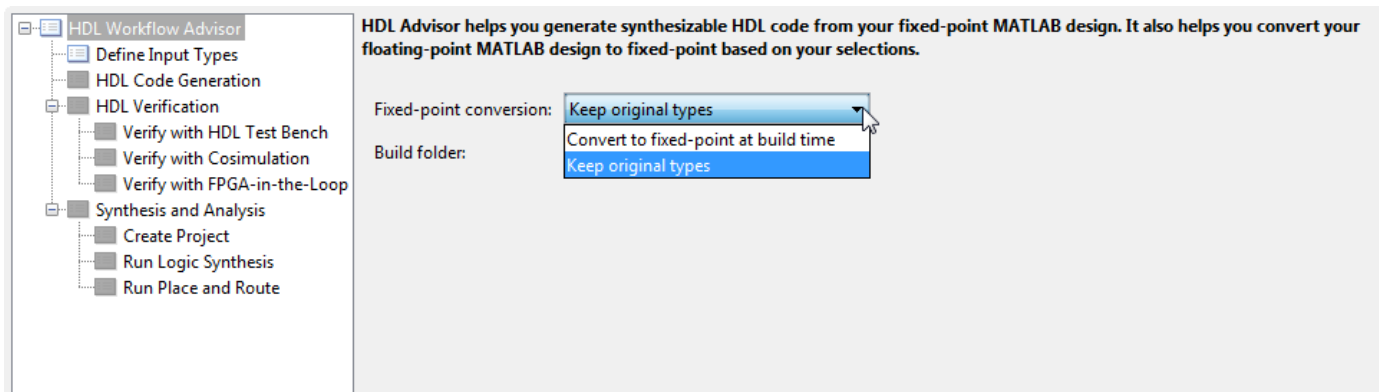 HDL Workflow Advisor
Define Input Types
HDL Code Generation
HDL Verification
Verify with HDL Test Bench
Verify with Cosimulation
Verify with FPGA-in-the-Loop
Synthesis and Analysis
Create Project
Run Logic Synthesis
Run Place and Route
HDL Advisor helps you generate synthesizable HDL code from your fixed-point MATLAB design. It also helps you convert your
floating-point MATLAB design to fixed-point based on your selections.
Fixed-point conversion: Keep original types
Convert to fixed-point at build time
Build folder:
Keep original types